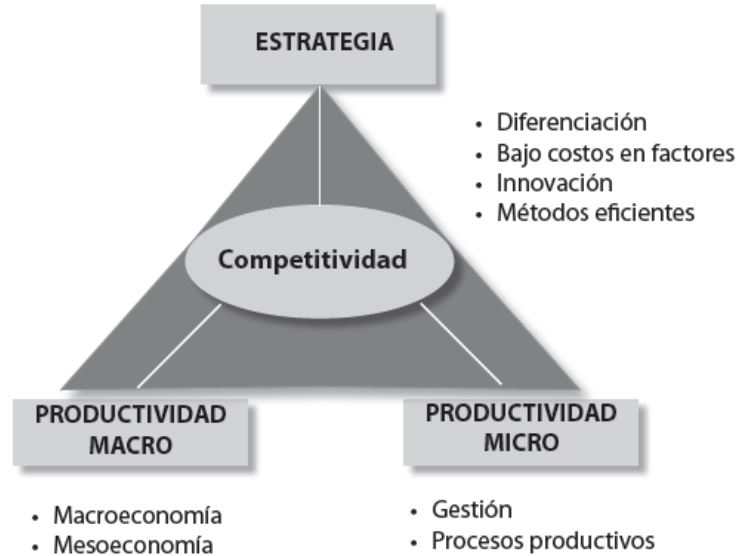 ESTRATEGIA
• Diferenciación
• Bajo costos en factores
• Innovación
• Métodos eficientes
Competitividad
PRODUCTIVIDAD
MACRO
PRODUCTIVIDAD
MICRO
• Macroeconomía
• Mesoeconomía
• Gestión
• Procesos productivos